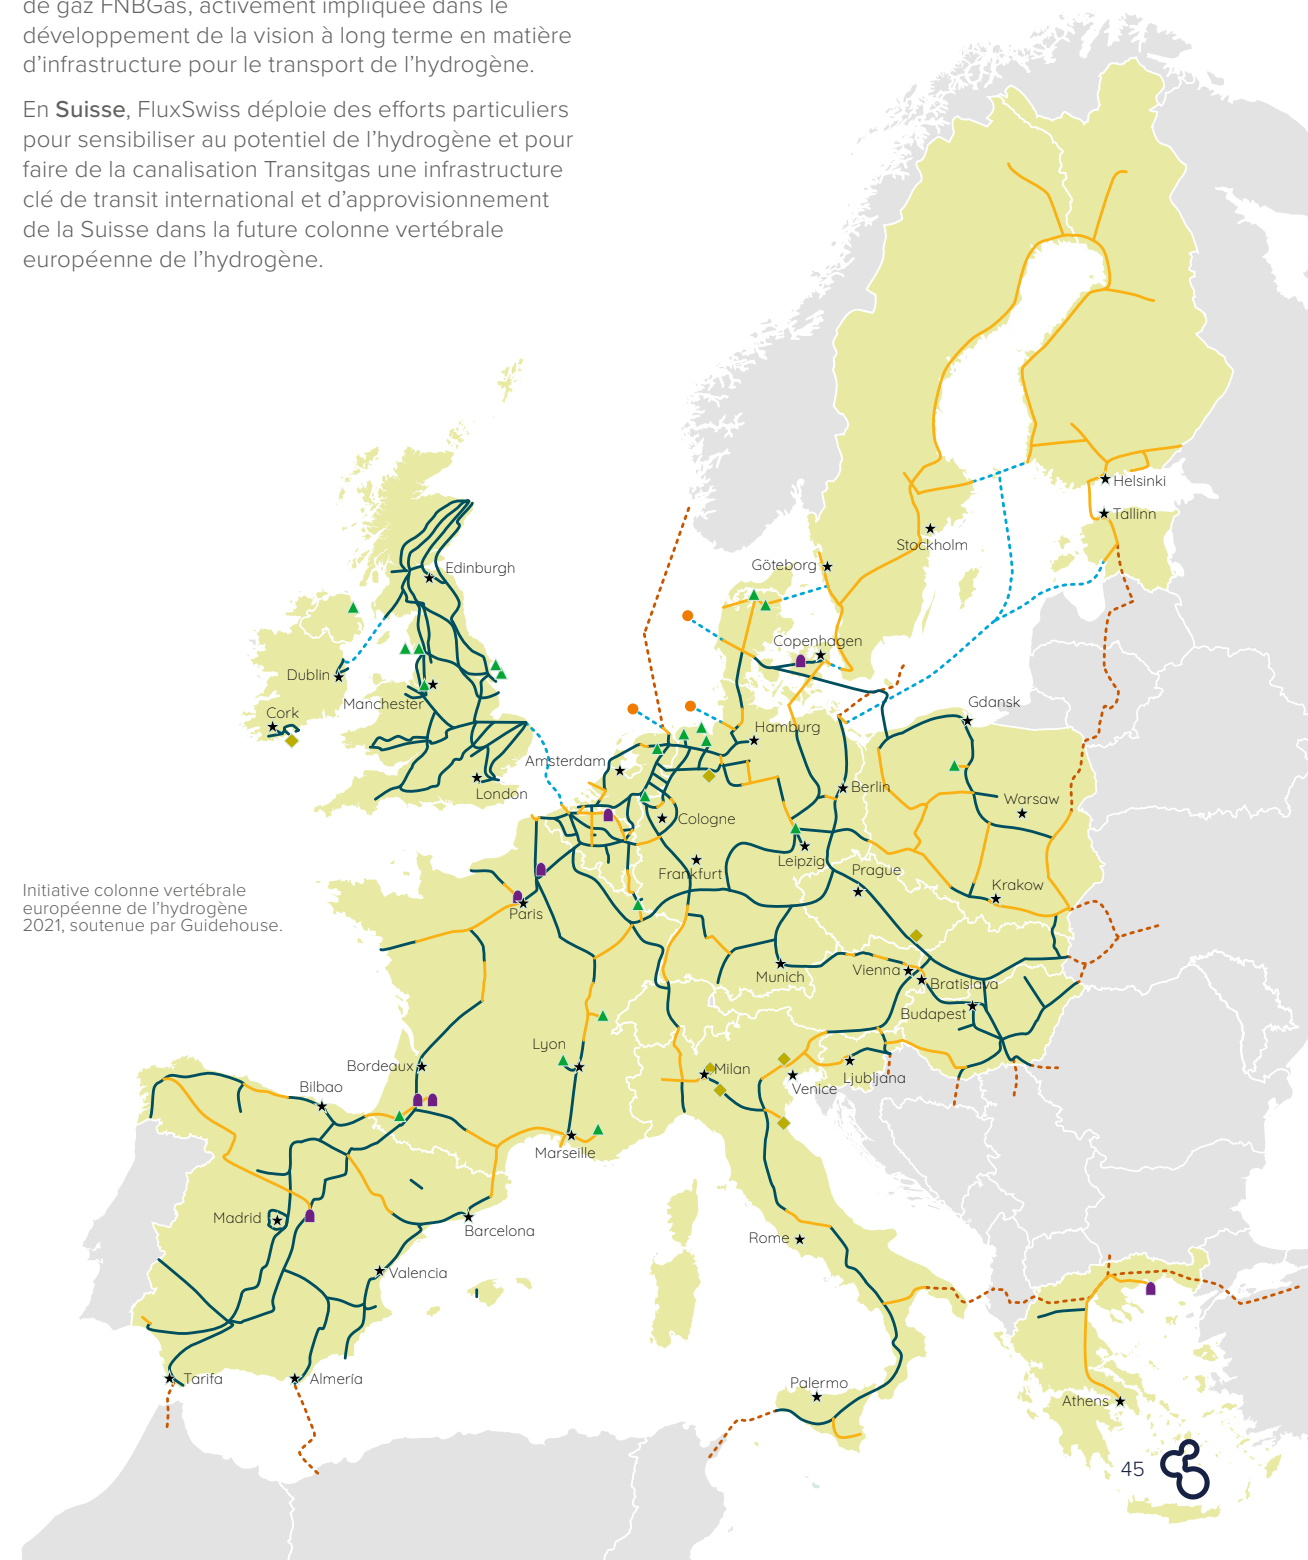 de gaz FNBGas, activement impliquée dans le
développement de la vision à long terme en matière
d’infrastructure pour le transport de l’hydrogène.
En Suisse, FluxSwiss déploie des efforts particuliers
pour sensibiliser au potentiel de l’hydrogène et pour
faire de la canalisation Transitgas une infrastructure
clé de transit international et d’approvisionnement
de la Suisse dans la future colonne vertébrale
européenne de l’hydrogène.
Helsinki
Tallinn
Stockholm
Göteborg
Edinburgh
Copenhagen
Dublin
Manchester
Cork
Gdansk
Hamburg
Amsterdam
London
Berlin
Warsaw
Cologne
Leipzig
Frankfurt
Prague
Krakow
Initiative colonne vertébrale
européenne de l’hydrogène
2021, soutenue par Guidehouse.
Paris
Munich
Vienna
Bratislava
Budapest
Lyon
Bordeaux
Milan
Ljubljana
Venice
Bilbao
Marseille
Madrid
Barcelona
Rome
Valencia
Tarifa
Almería
Palermo
Athens
45